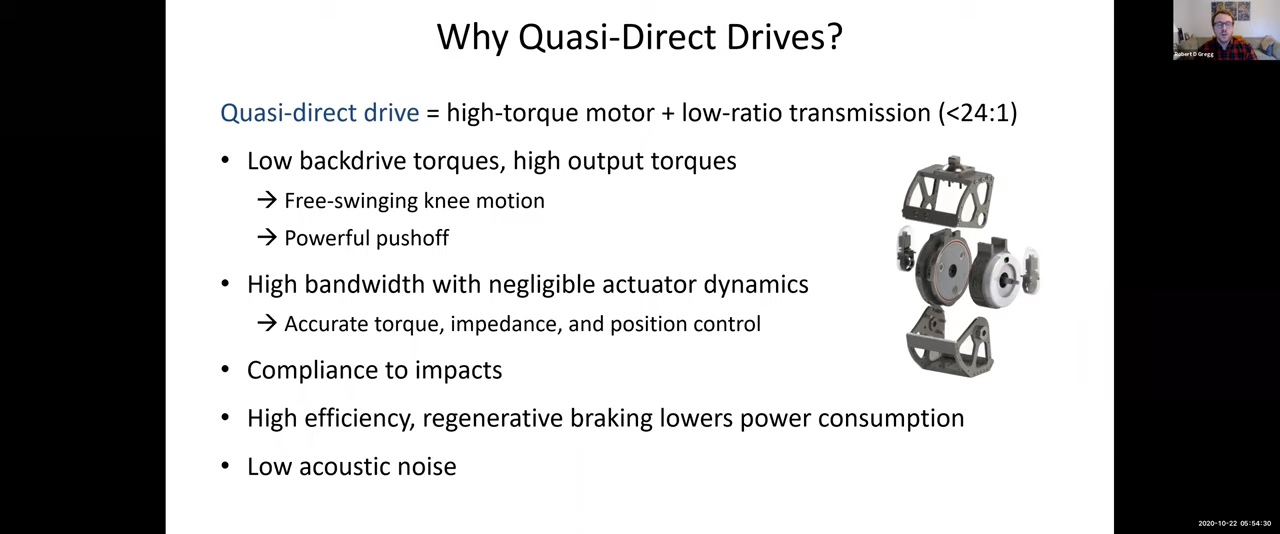 Why Quasi-Direct Drives?
Robert D Gregg
Quasi-direct drive = high-torque motor + low-ratio transmission (<24:1)
• Low backdrive torques, high output torques
→ Free-swinging knee motion
→ Powerful pushoff
• High bandwidth with negligible actuator dynamics
→ Accurate torque, impedance, and position control
• Compliance to impacts
• High efficiency, regenerative braking lowers power consumption
• Low acoustic noise
2020-10-22 05:54:30